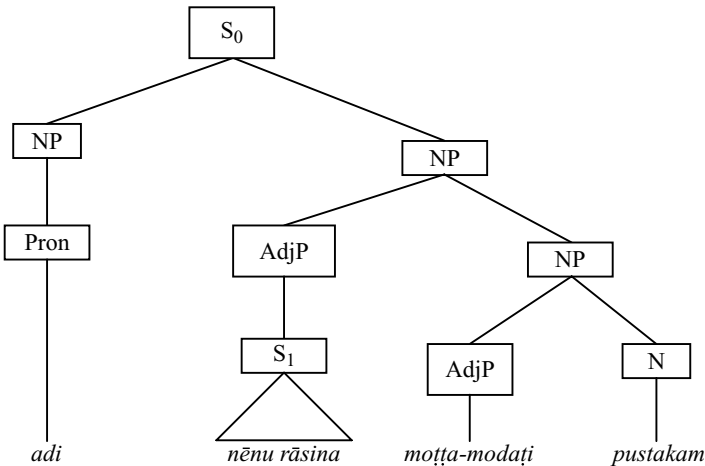 S₀
NP
NP
Pron
AdjP
NP
S₁
AdjP
N
adi nēnu rāsina moṭṭa-modaṭi pustakam